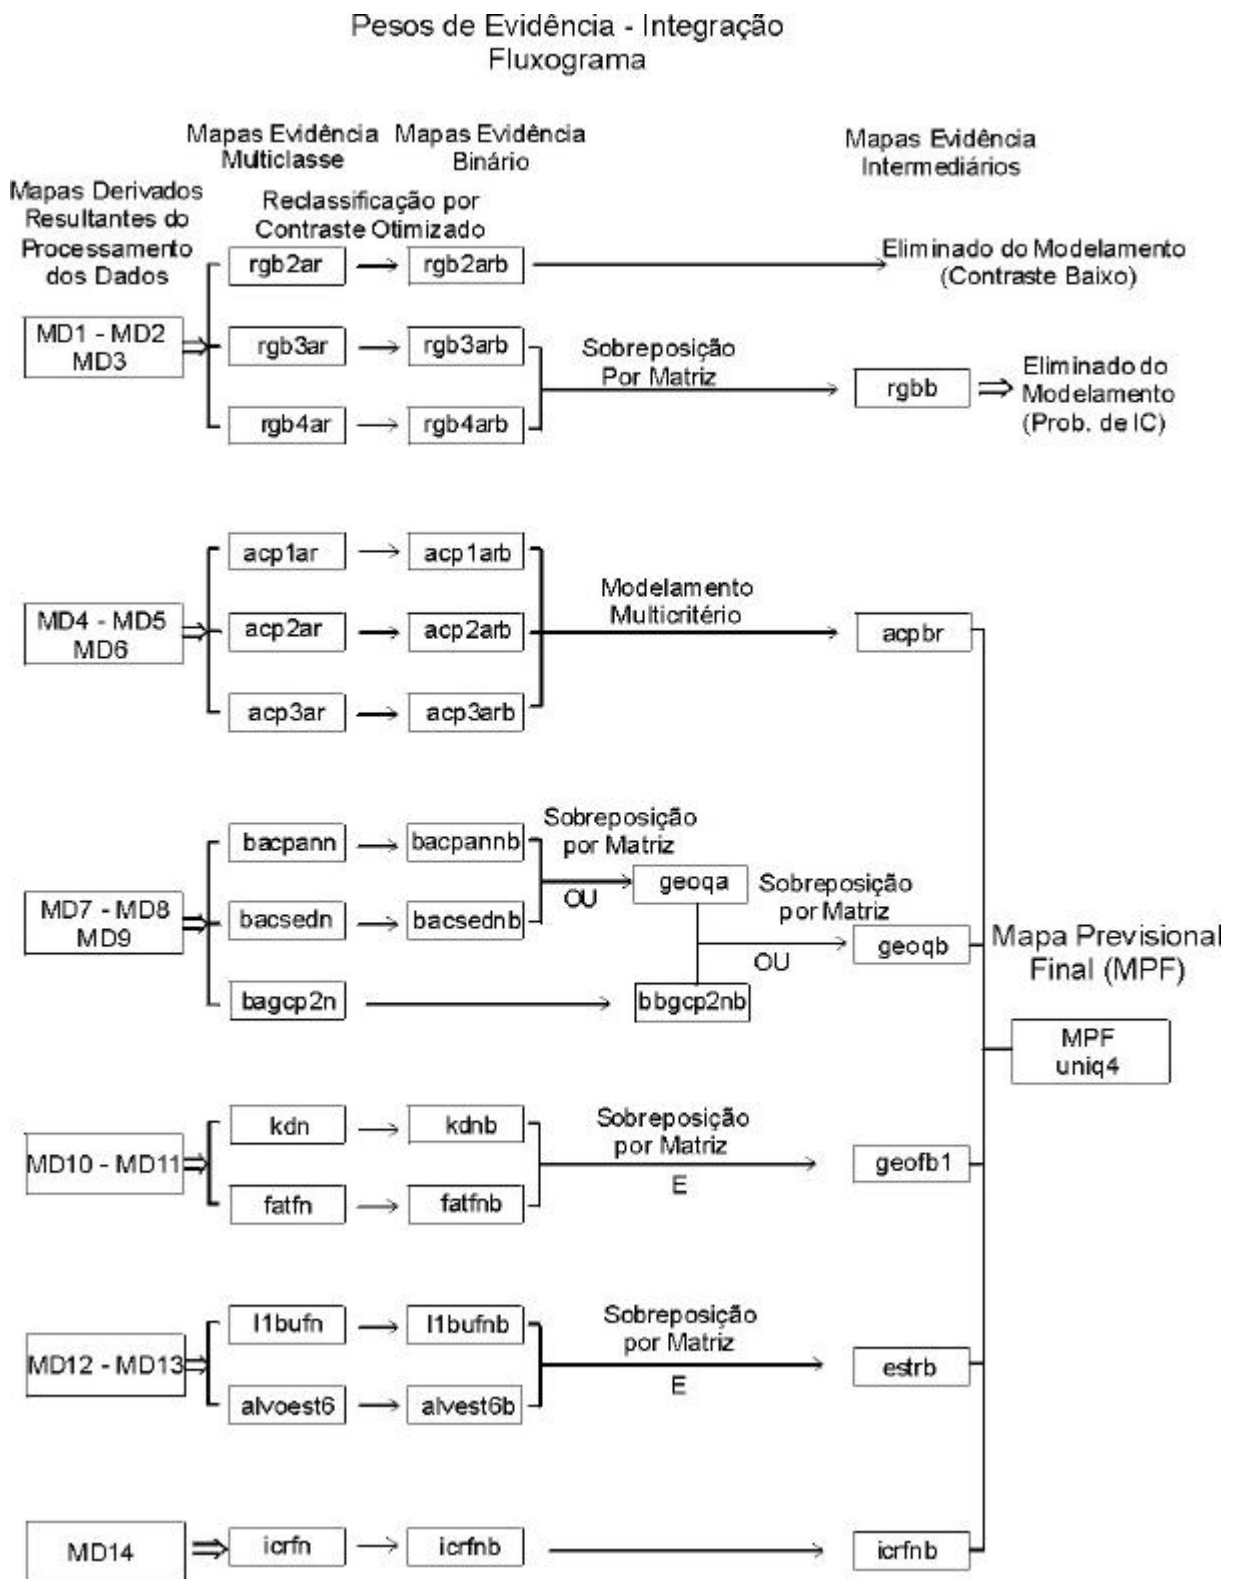 Pesos de Evidência - Integração
Fluxograma
Mapas Evidência
Multiclasse
Mapas Evidência
Binário
Mapas Evidência
Intermediários
Mapas Derivados
Resultantes do
Processamento
dos Dados
Reclassificação por
Contraste Otimizado
rgb2ar
rgb2arb
Eliminado do Modelamento
(Contraste Baixo)
MD1 - MD2
MD3
rgb3ar
rgb3arb
Sobreposição
Por Matriz
rgbb
Eliminado do
Modelamento
(Prob. de IC)
rgb4ar
rgb4arb
acp1ar
acp1arb
MD4 - MD5
MD6
acp2ar
acp2arb
Modelamento
Multicritério
acpbr
acp3ar
acp3arb
bacpann
bacpannb
Sobreposição
por Matriz
OU
geoqa
MD7 - MD8
MD9
bacsedn
bacsednb
Sobreposição
por Matriz
OU
geoqb
bagcp2n
bbgcp2nb
Mapa Previsional
Final (MPF)
MPF
uniq4
kdn
kdnb
MD10 - MD11
Sobreposição
por Matriz
E
geofb1
fatfn
fatfnb
l1bufn
l1bufnb
MD12 - MD13
Sobreposição
por Matriz
E
estrb
alvoest6
alvest6b
MD14
icrfn
icrfnb
icrfnb